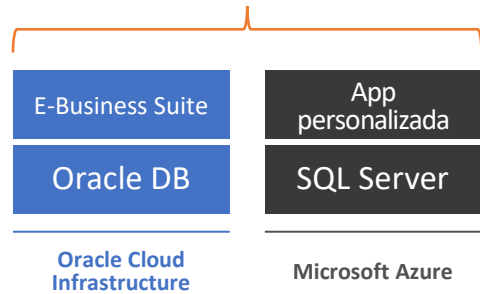 E-Business Suite
App
personalizada
Oracle DB
SQL Server
Oracle Cloud
Infrastructure
Microsoft Azure